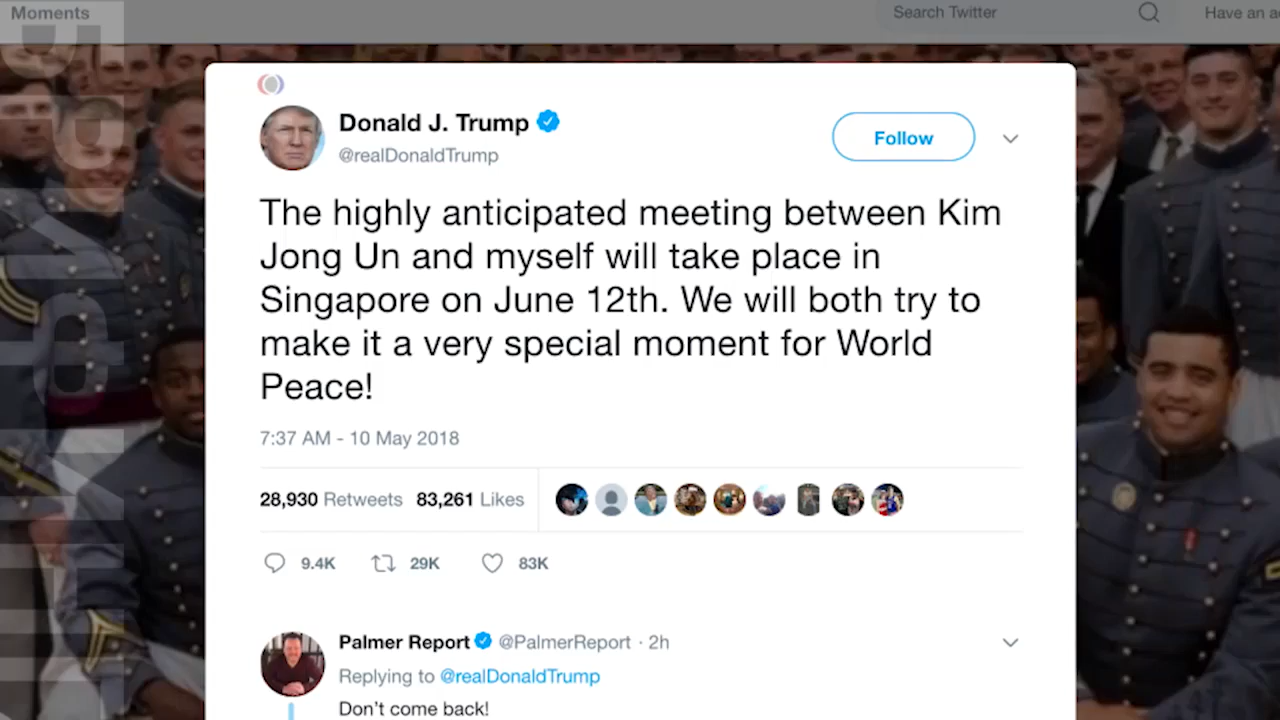 Moments
Search Twitter
Have an a
Donald J. Trump
@realDonaldTrump
Follow
The highly anticipated meeting between Kim
Jong Un and myself will take place in
Singapore on June 12th. We will both try to
make it a very special moment for World
Peace!
7:37 AM - 10 May 2018
28,930 Retweets 83,261 Likes
9.4K 29K 83K
Palmer Report @PalmerReport · 2h
Replying to @realDonaldTrump
Don't come back!